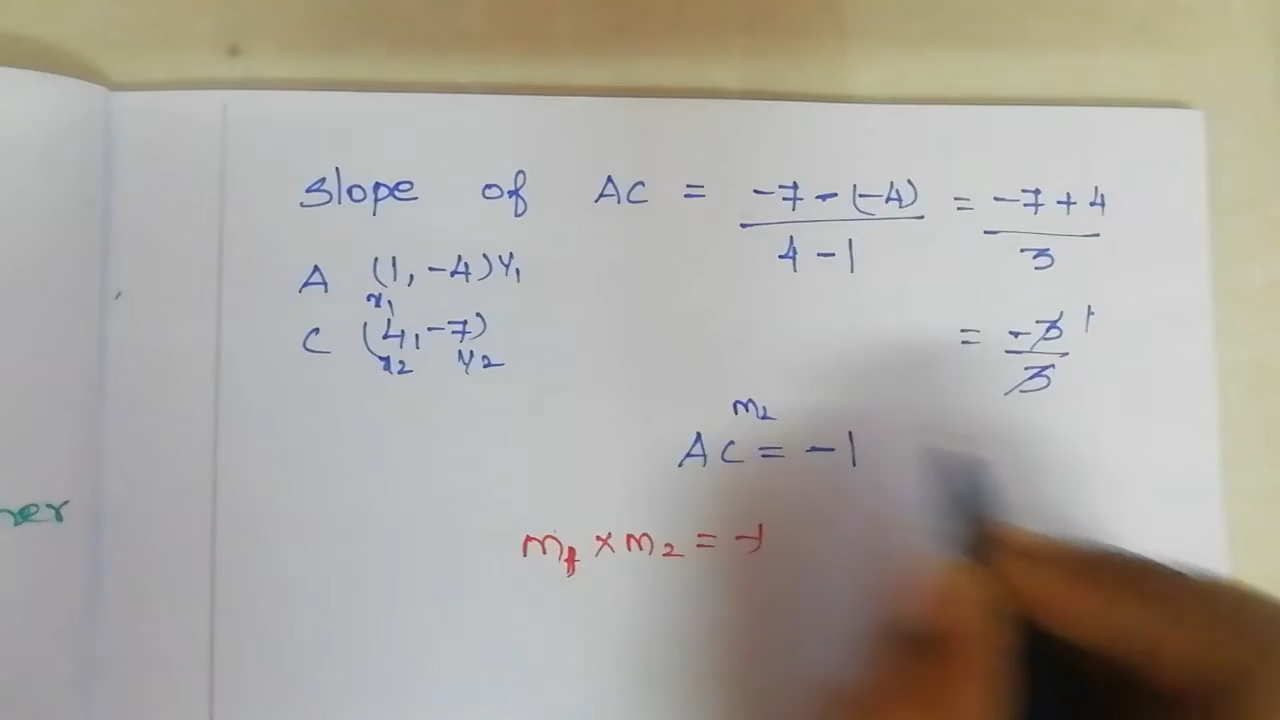 Slope of AC = -7 - (-4) / 4 - 1 = -7 + 4 / 3
A (1, -4) y₁
x₁
C (4, -7)
x₂ y₂
= -3 / 3 1
m₂
AC = -1
m₁ × m₂ = -1